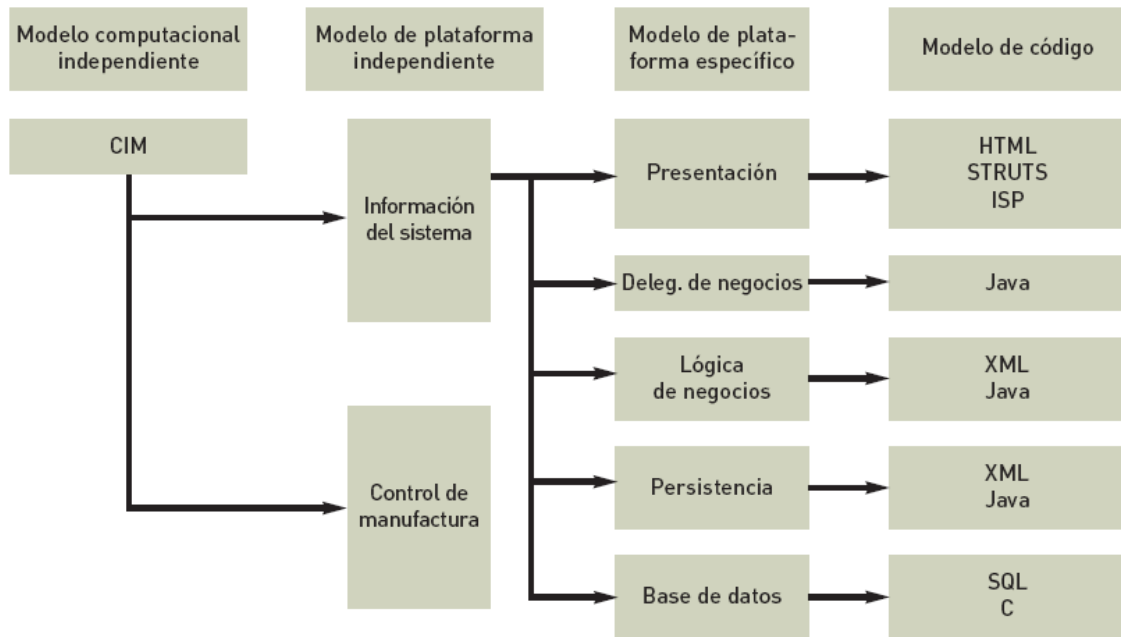 Modelo computacional
independiente
Modelo de plataforma
independiente
Modelo de plata-
forma específico
Modelo de código
CIM
Información
del sistema
Control de
manufactura
Presentación
Deleg. de negocios
Lógica
de negocios
Persistencia
Base de datos
HTML
STRUTS
ISP
Java
XML
Java
XML
Java
SQL
C